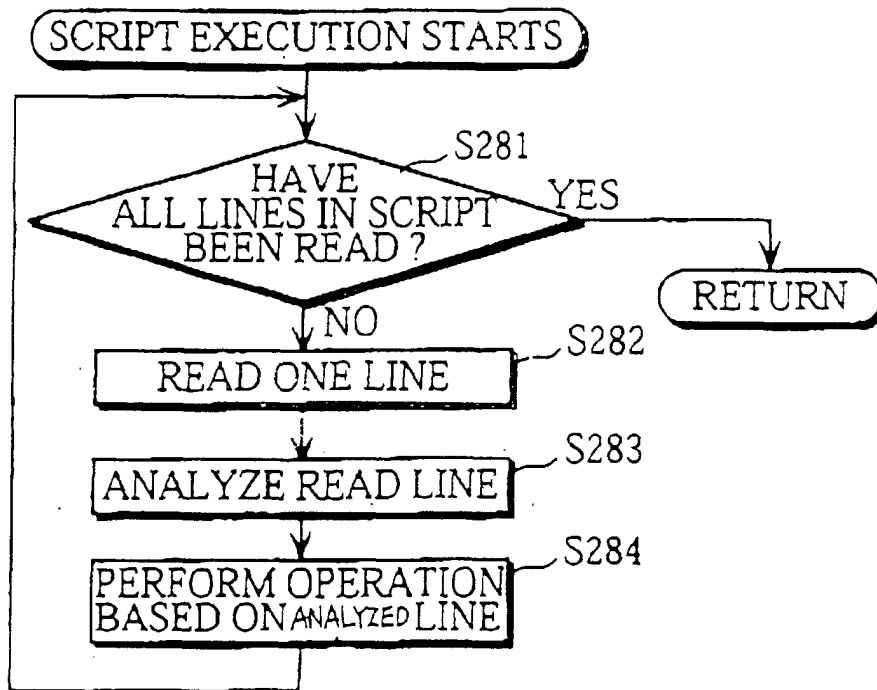 SCRIPT EXECUTION STARTS
S281
HAVE
ALL LINES IN SCRIPT
BEEN READ ?
YES
RETURN
NO
S282
READ ONE LINE
S283
ANALYZE READ LINE
S284
PERFORM OPERATION
BASED ON ANALYZED LINE